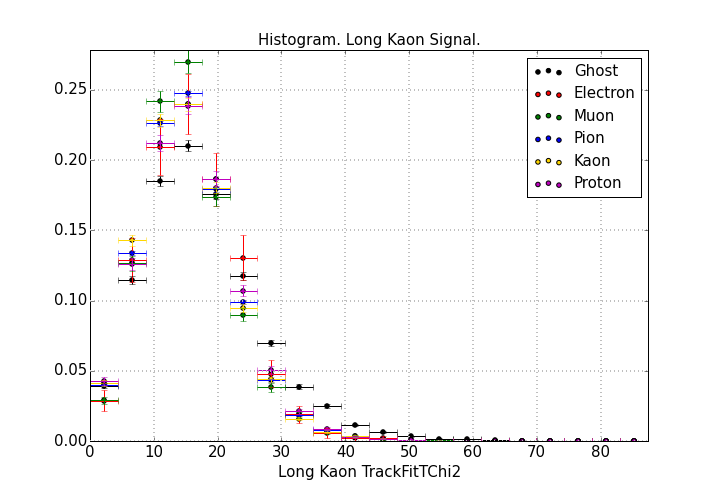 Histogram. Long Kaon Signal.
0.25
0.20
0.15
0.10
0.05
0.00
Ghost
Electron
Muon
Pion
Kaon
Proton
0 10 20 30 40 50 60 70 80
Long Kaon TrackFitTChi2